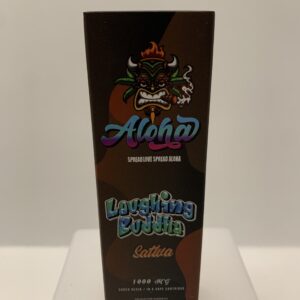 Aloha
SPREAD LOVE SPREAD ALOHA
Laughing
Buddha
Sativa
1000 MG